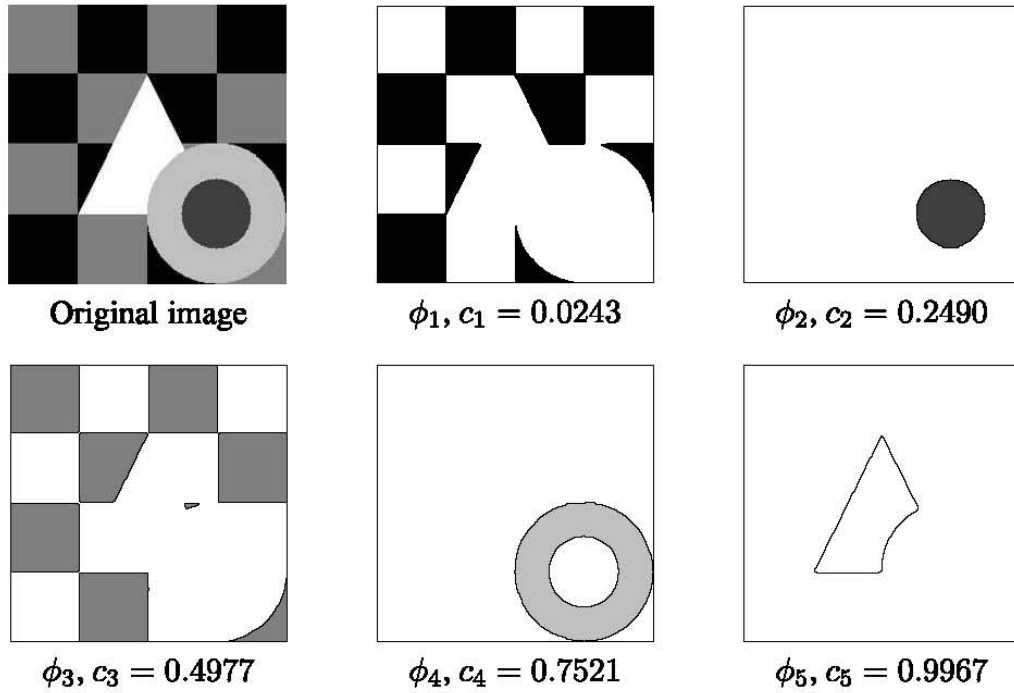 Original image
ϕ₁, c₁ = 0.0243
ϕ₂, c₂ = 0.2490
ϕ₃, c₃ = 0.4977
ϕ₄, c₄ = 0.7521
ϕ₅, c₅ = 0.9967